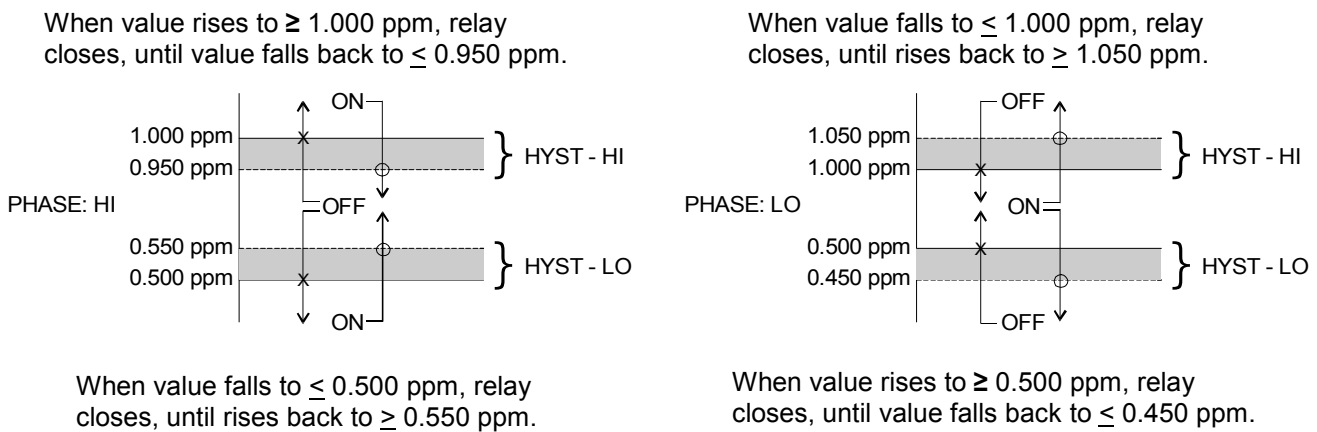 When value rises to ≥ 1.000 ppm, relay
closes, until value falls back to ≤ 0.950 ppm.
ON
1.000 ppm
HYST - HI
0.950 ppm
PHASE: HI
OFF
0.550 ppm
HYST - LO
0.500 ppm
ON
When value falls to ≤ 0.500 ppm, relay
closes, until rises back to ≥ 0.550 ppm.
When value falls to ≤ 1.000 ppm, relay
closes, until rises back to ≥ 1.050 ppm.
OFF
1.050 ppm
HYST - HI
1.000 ppm
PHASE: LO
ON
0.500 ppm
HYST - LO
0.450 ppm
OFF
When value rises to ≥ 0.500 ppm, relay
closes, until value falls back to ≤ 0.450 ppm.